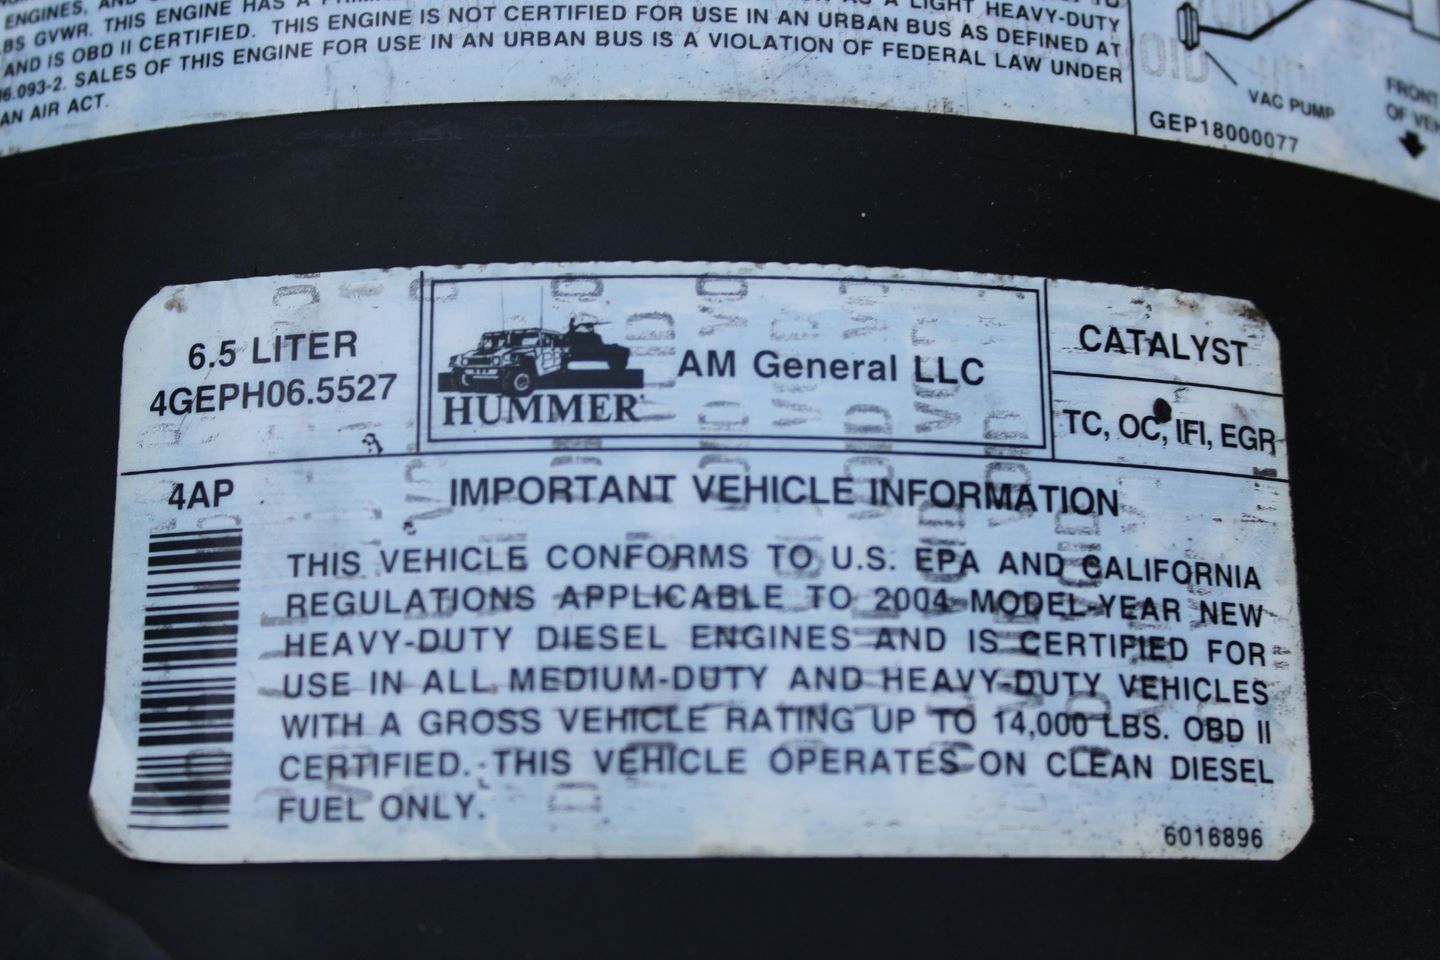 ENGINES, AND
BS GVWR. THIS ENGINE HAS A AS A LIGHT HEAVY-DUTY
AND IS OBD II CERTIFIED. THIS ENGINE IS NOT CERTIFIED FOR USE IN AN URBAN BUS AS DEFINED AT
6.093-2. SALES OF THIS ENGINE FOR USE IN AN URBAN BUS IS A VIOLATION OF FEDERAL LAW UNDER
AN AIR ACT.
VAC PUMP
FRONT
OF VEH
GEP18000077
6.5 LITER
4GEPH06.5527
HUMMER
AM General LLC
CATALYST
TC, OC, IFI, EGR
4AP
IMPORTANT VEHICLE INFORMATION
THIS VEHICLE CONFORMS TO U.S. EPA AND CALIFORNIA
REGULATIONS APPLICABLE TO 2004 MODEL-YEAR NEW
HEAVY-DUTY DIESEL ENGINES AND IS CERTIFIED FOR
USE IN ALL MEDIUM-DUTY AND HEAVY-DUTY VEHICLES
WITH A GROSS VEHICLE RATING UP TO 14,000 LBS. OBD II
CERTIFIED. THIS VEHICLE OPERATES ON CLEAN DIESEL
FUEL ONLY.
6016896